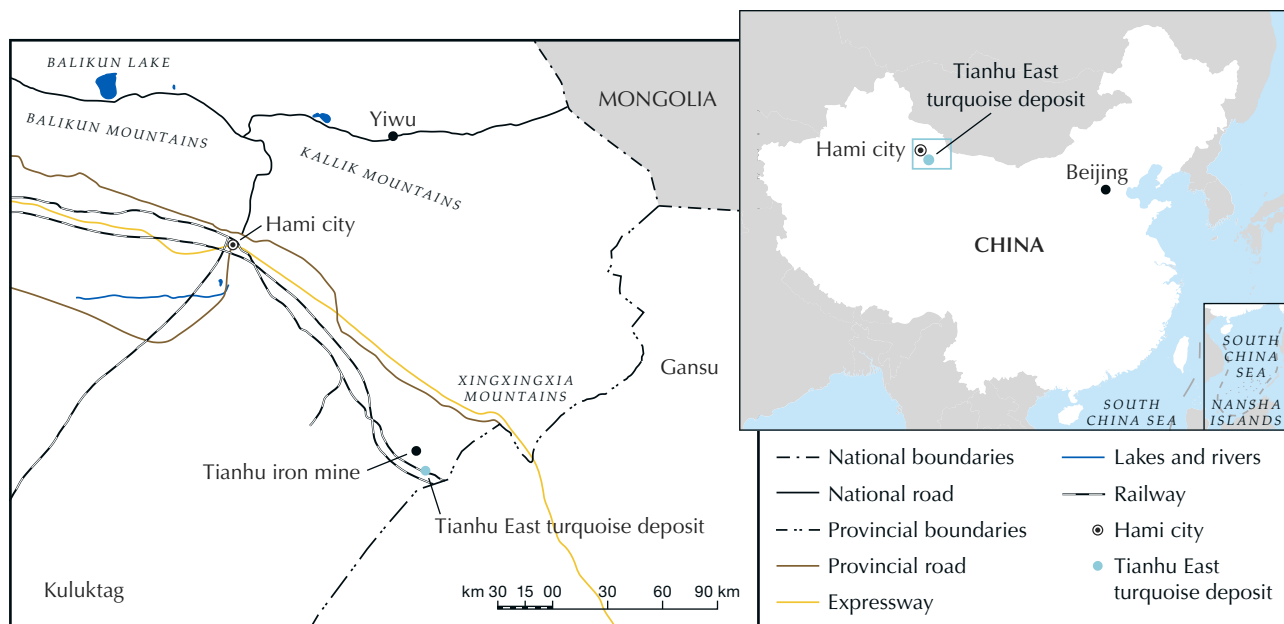 BALIKUN LAKE
BALIKUN MOUNTAINS
Yiwu
KALLIK MOUNTAINS
MONGOLIA
Hami city
XINGXINGXIA
MOUNTAINS
Gansu
Tianhu iron mine
Tianhu East turquoise deposit
Kuluktag
km 30 15 00 30 60 90 km
Tianhu East
turquoise deposit
Hami city
Beijing
CHINA
SOUTH
CHINA SEA
SOUTH
CHINA
SEA
NANSHA
ISLANDS
National boundaries
National road
Provincial boundaries
Provincial road
Expressway
Lakes and rivers
Railway
Hami city
Tianhu East
turquoise deposit